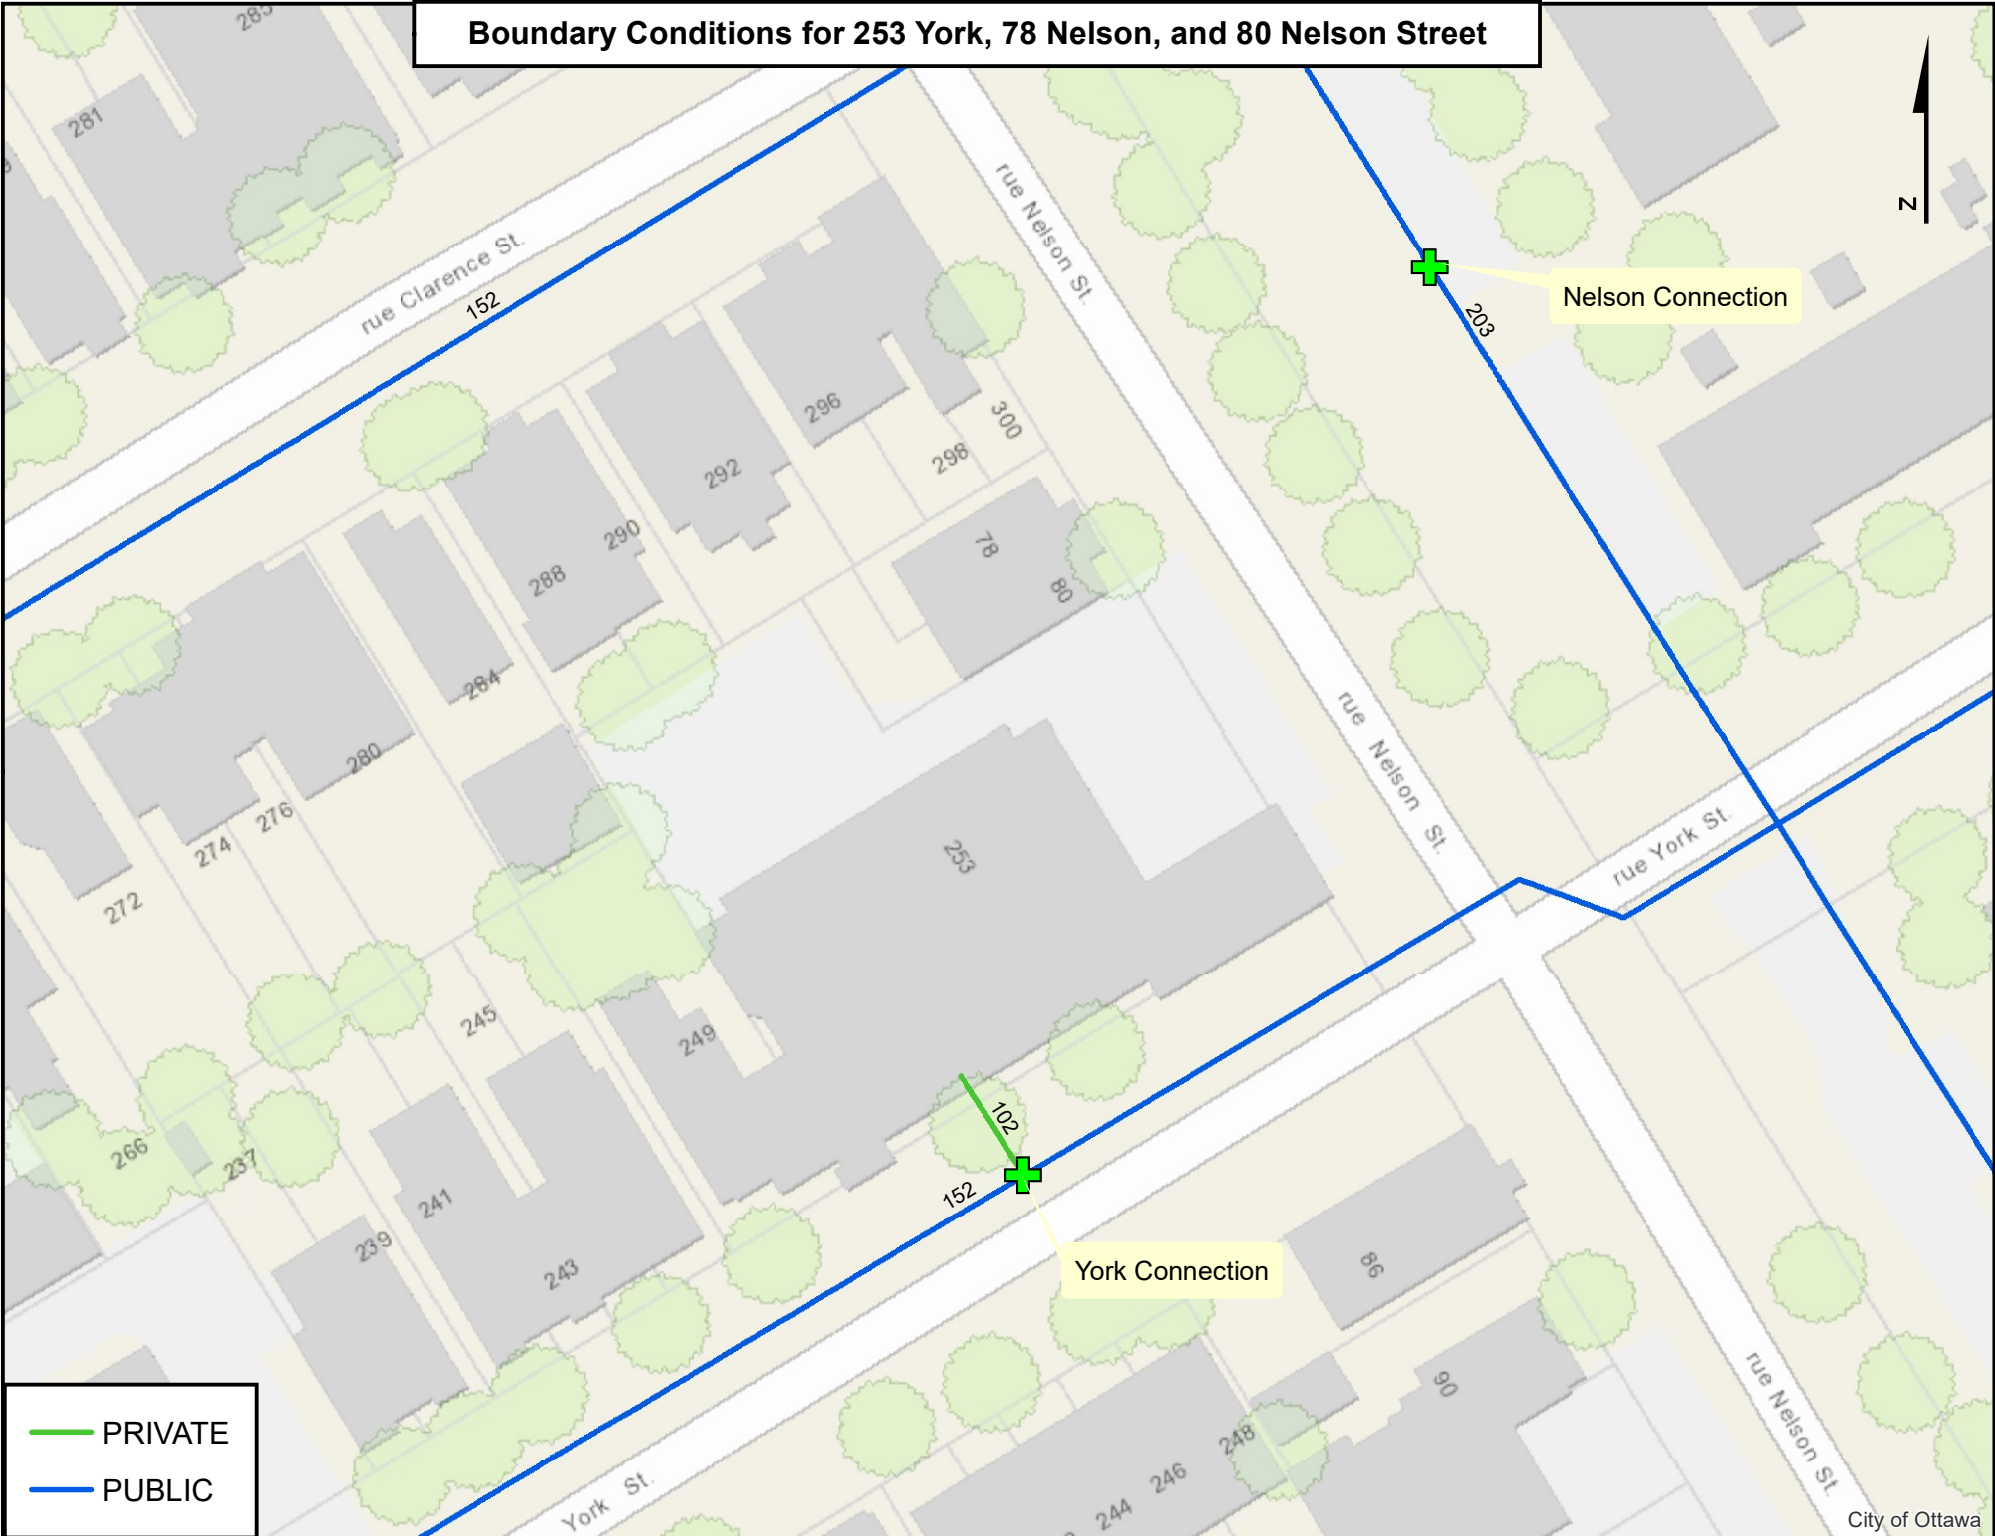 Boundary Conditions for 253 York, 78 Nelson, and 80 Nelson Street
285
281
rue Clarence St.
152
rue Nelson St.
N
Nelson Connection
203
296
300
298
292
290
288
78
80
284
280
276
274
272
rue Nelson St.
253
rue York St.
245
249
102
266
237
241
239
243
152
York Connection
86
90
248
246
244
York St.
rue Nelson St.
PRIVATE
PUBLIC
City of Ottawa